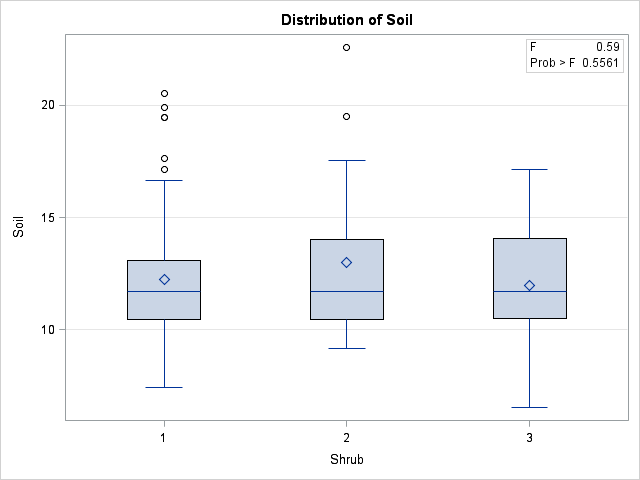 Distribution of Soil
F 0.59
Prob > F 0.5561
20
15
10
Soil
1 2 3
Shrub